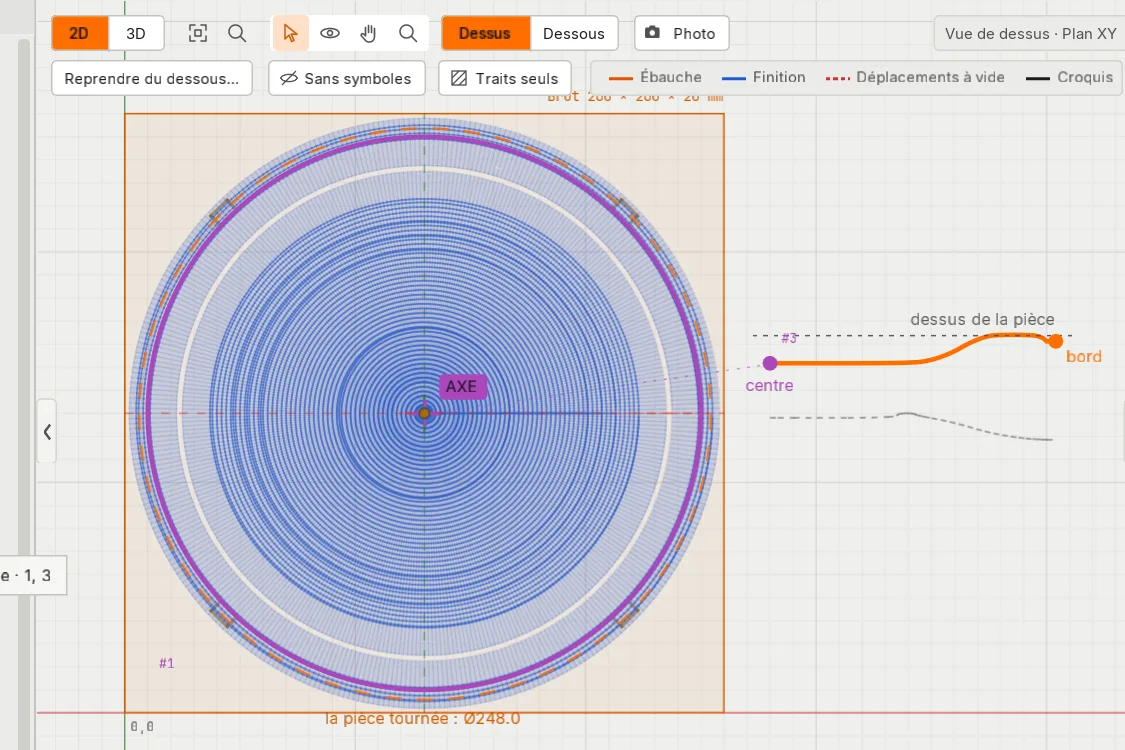 2D 3D Dessus Dessous Photo Vue de dessus · Plan XY
Reprendre du dessous... Sans symboles Traits seuls Ébauche Finition Déplacements à vide Croquis
dessus de la pièce
#3
bord
AXE
centre
e · 1, 3
#1
la pièce tournée : Ø248.0
0,0